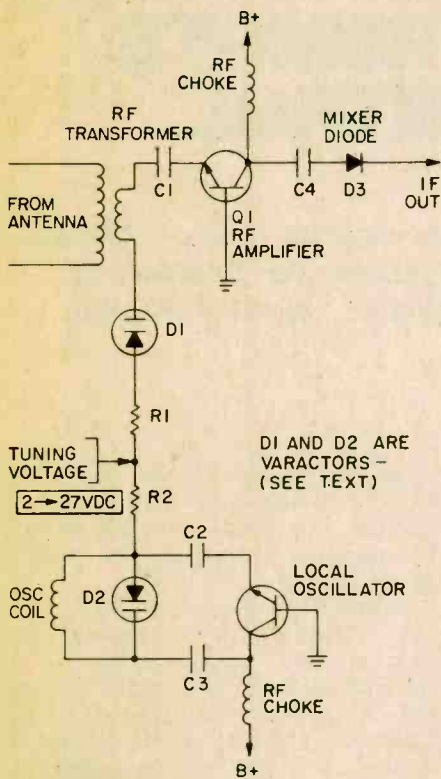 B+
RF
CHOKE
RF
TRANSFORMER
MIXER
DIODE
C1
C4
D3
IF
OUT
FROM
ANTENNA
Q1
RF
AMPLIFIER
D1
R1
TUNING
VOLTAGE
2→27VDC
R2
D1 AND D2 ARE
VARACTORS–
(SEE TEXT)
C2
LOCAL
OSCILLATOR
OSC
COIL
D2
C3
RF
CHOKE
B+